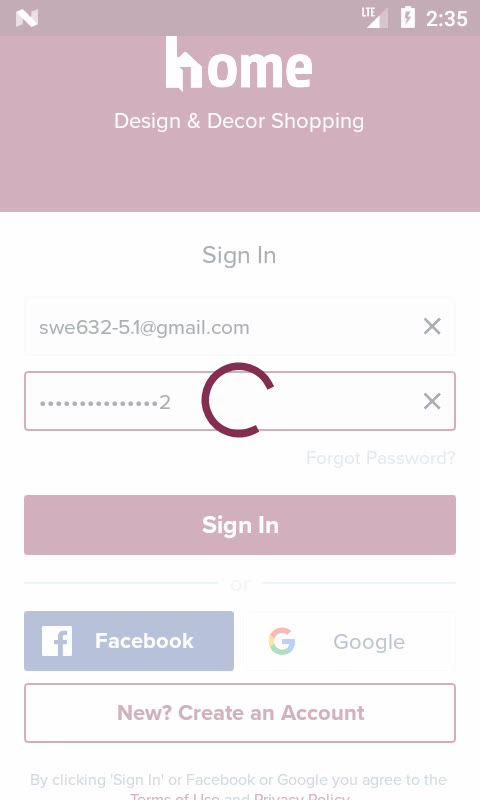 LTE 2:35
home
Design & Decor Shopping
Sign In
swe632-5.1@gmail.com
•••••••••••••••2
Forgot Password?
Sign In
or
Facebook
Google
New? Create an Account
By clicking 'Sign In' or Facebook or Google you agree to the
Terms of Use and Privacy Policy